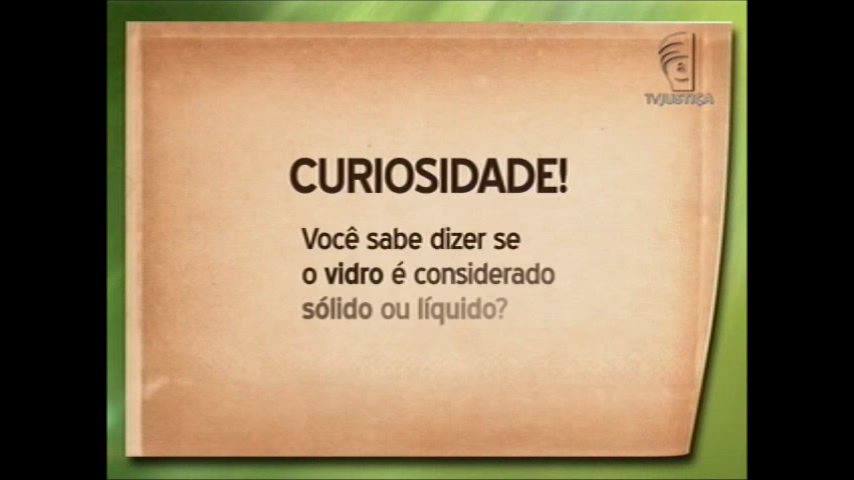 TVJUSTIÇA
CURIOSIDADE!
Você sabe dizer se
o vidro é considerado
sólido ou líquido?